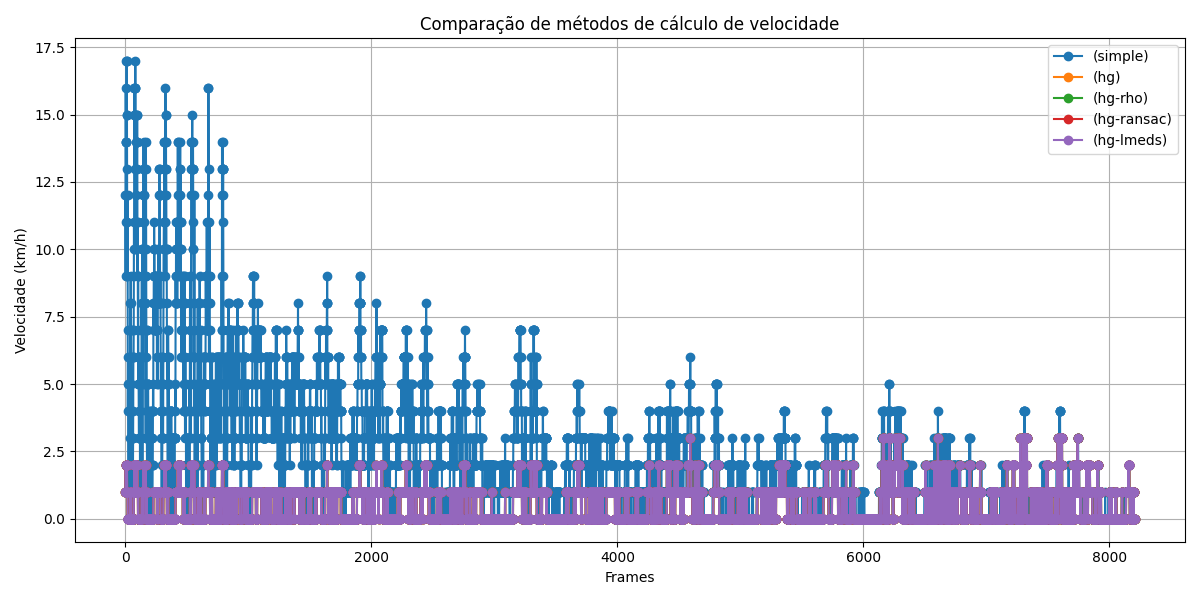 Comparação de métodos de cálculo de velocidade
17.5
15.0
12.5
10.0
7.5
5.0
2.5
0.0
Velocidade (km/h)
(simple)
(hg)
(hg-rho)
(hg-ransac)
(hg-lmeds)
0
2000
4000
6000
8000
Frames